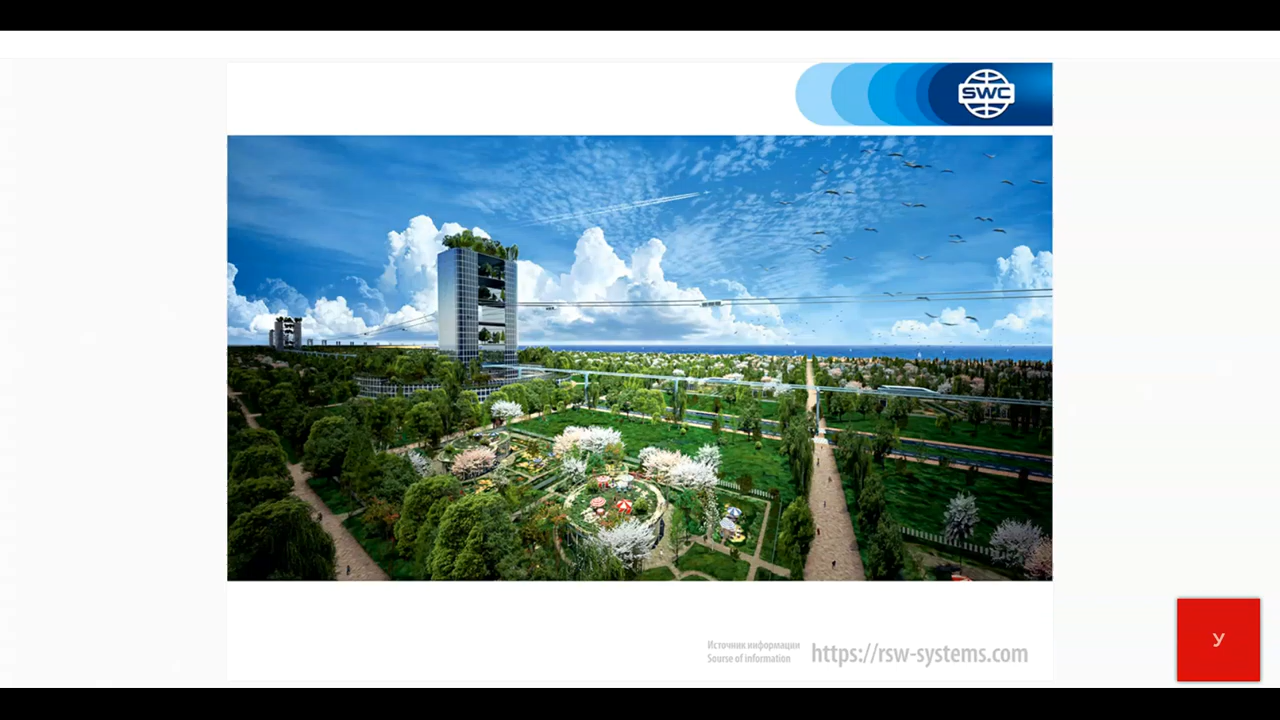 SWC
Источник информации
Sourse of information
https://rsw-systems.com
У